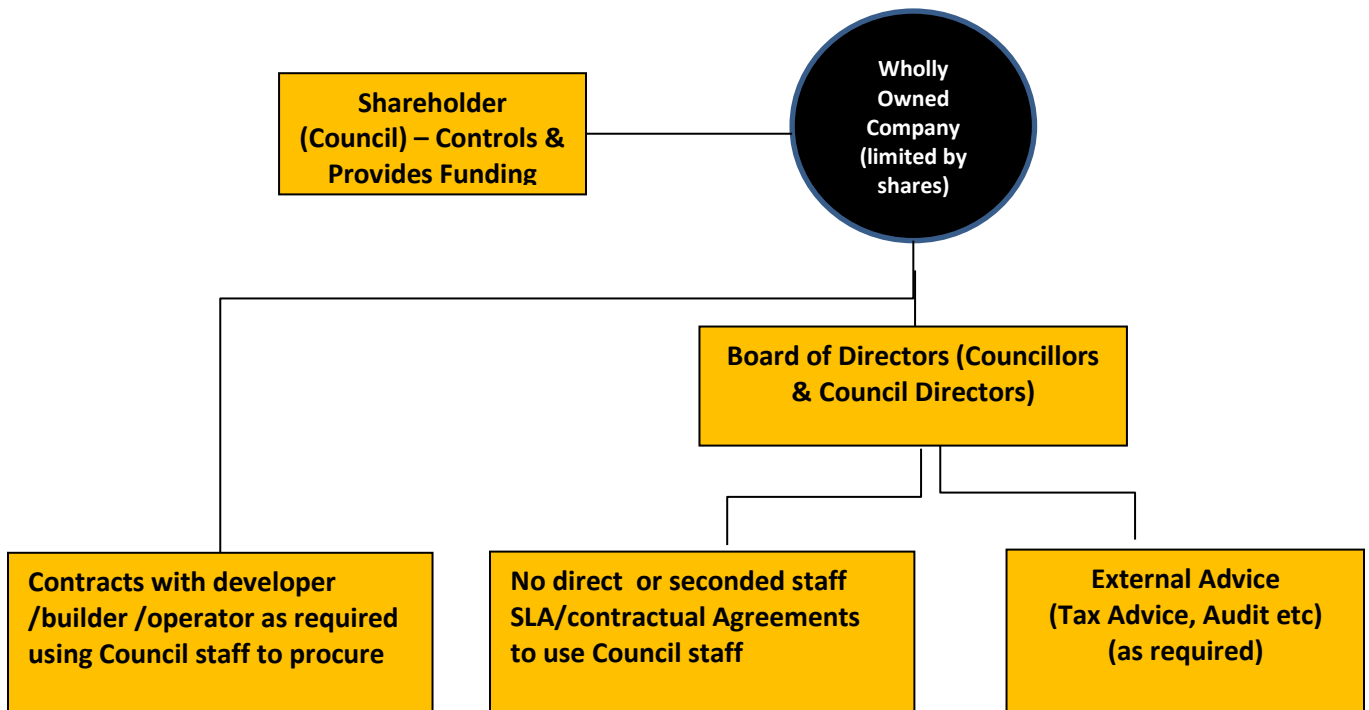 Wholly
Owned
Company
(limited by
shares)
Shareholder
(Council) – Controls &
Provides Funding
Board of Directors (Councillors
& Council Directors)
Contracts with developer
/builder /operator as required
using Council staff to procure
No direct  or seconded staff
SLA/contractual Agreements
to use Council staff
External Advice
(Tax Advice, Audit etc)
(as required)